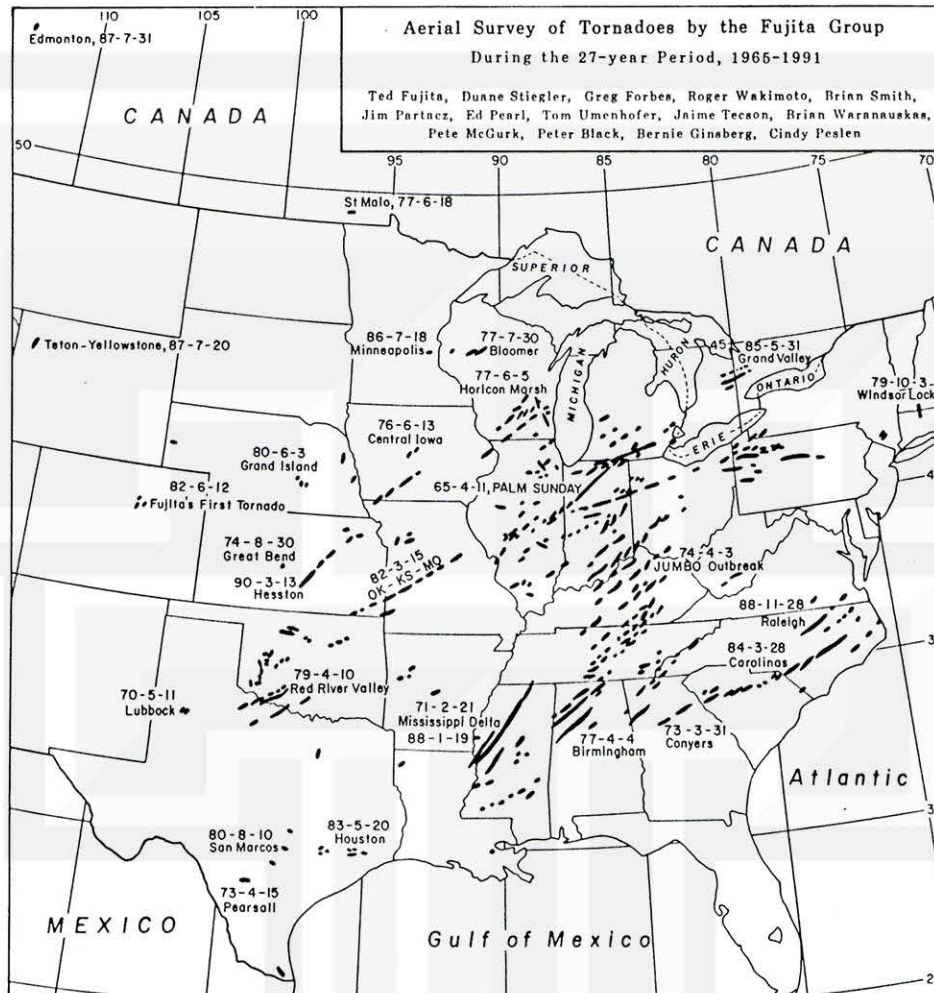 Aerial Survey of Tornadoes by the Fujita Group
During the 27-year Period, 1965-1991
Ted Fujita, Duane Stiegler, Greg Forbes, Roger Wakimoto, Brian Smith,
Jim Partacz, Ed Pearl, Tom Umenhofer, Jaime Tecson, Brian Waranauskas,
Pete McGurk, Peter Black, Bernie Ginsberg, Cindy Peslen
110
105
100
Edmonton, 87-7-31
CANADA
50
95
90
85
80
75
70
St Malo, 77-6-18
CANADA
SUPERIOR
MICHIGAN
HURON
ONTARIO
ERIE
Teton-Yellowstone, 87-7-20
86-7-18
Minneapolis
77-7-30
Bloomer
77-6-5
Horicon Marsh
45
85-5-31
Grand Valley
79-10-3
Windsor Lock
76-6-13
Central Iowa
80-6-3
Grand Island
82-6-12
Fujita's First Tornado
65-4-11, PALM SUNDAY
4
74-8-30
Great Bend
90-3-13
Hesston
82-3-15
OK-KS-MO
74-4-3
JUMBO Outbreak
88-11-28
Raleigh
84-3-28
Carolinas
3
79-4-10
Red River Valley
70-5-11
Lubbock
71-2-21
Mississippi Delta
88-1-19
77-4-4
Birmingham
73-3-31
Conyers
Atlantic
3
80-8-10
San Marcos
83-5-20
Houston
73-4-15
Pearsall
MEXICO
Gulf of Mexico
2